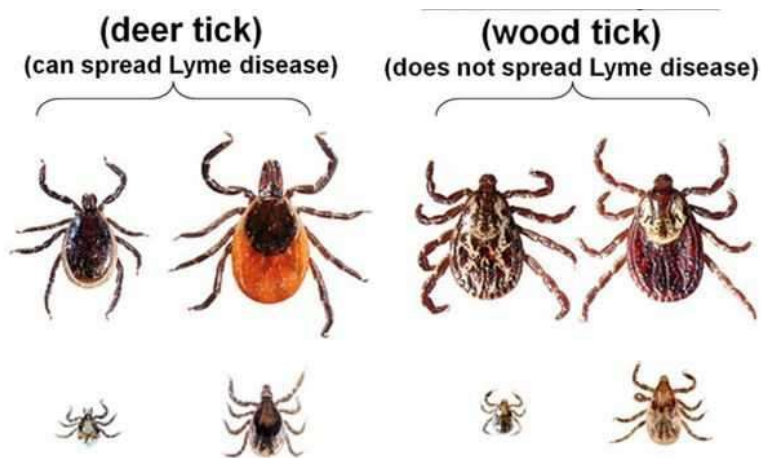 (deer tick)
(can spread Lyme disease)
(wood tick)
(does not spread Lyme disease)